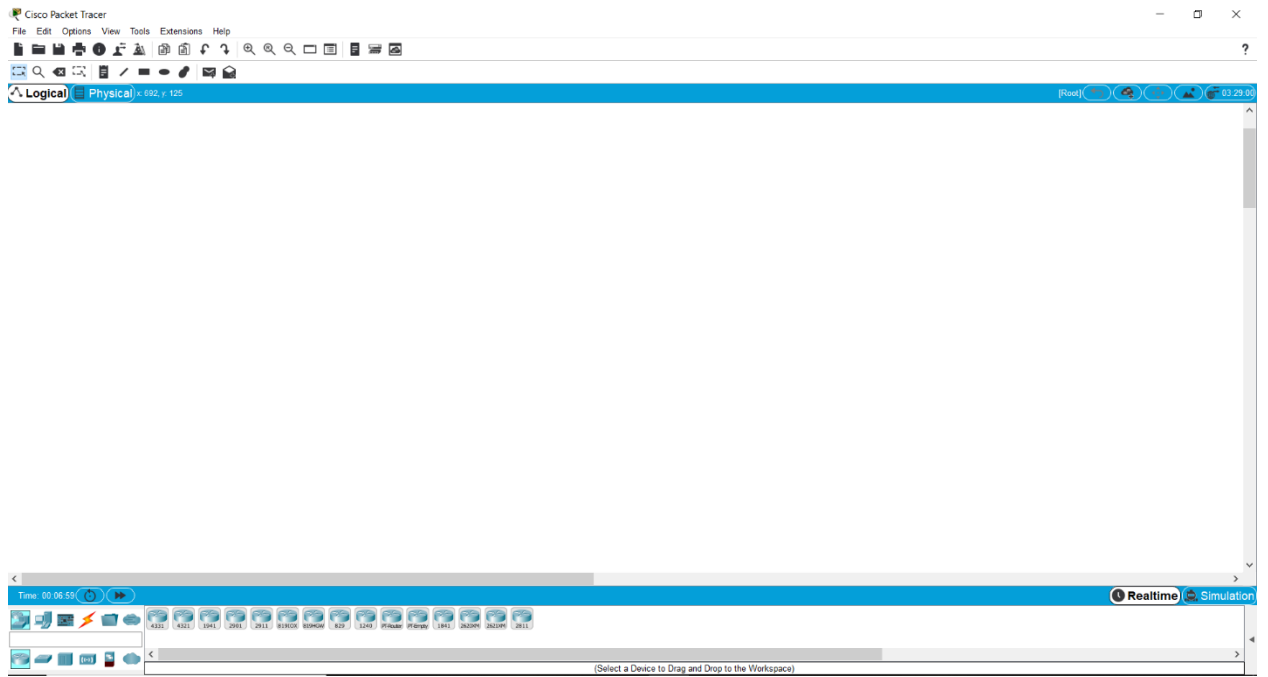 Cisco Packet Tracer
File Edit Options View Tools Extensions Help
?
Logical Physical x: 692, y: 125 [Root] 03:29:00
Time: 00:06:59 Realtime Simulation
4331 4321 1941 2901 2911 819IOX 819HGW 829 1240 PT-Router PT-Empty 1841 2620XM 2621XM 2811
(Select a Device to Drag and Drop to the Workspace)